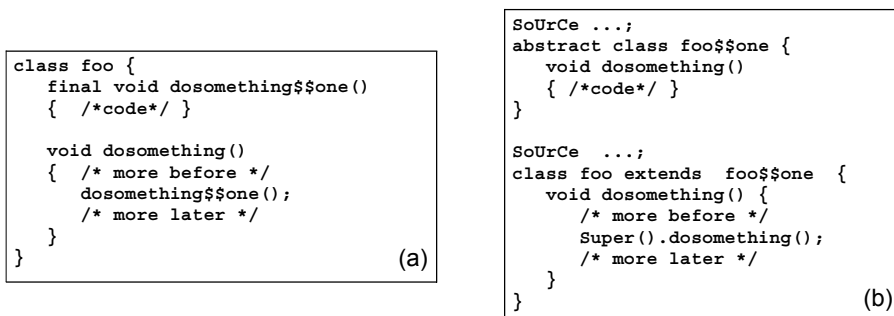 class foo {
final void dosomething$$one()
{ /*code*/ }
void dosomething()
{ /* more before */
dosomething$$one();
/* more later */
}
}
(a)
SoUrCe ...;
abstract class foo$$one {
void dosomething()
{ /*code*/ }
}
SoUrCe ...;
class foo extends foo$$one {
void dosomething() {
/* more before */
Super().dosomething();
/* more later */
}
}
(b)